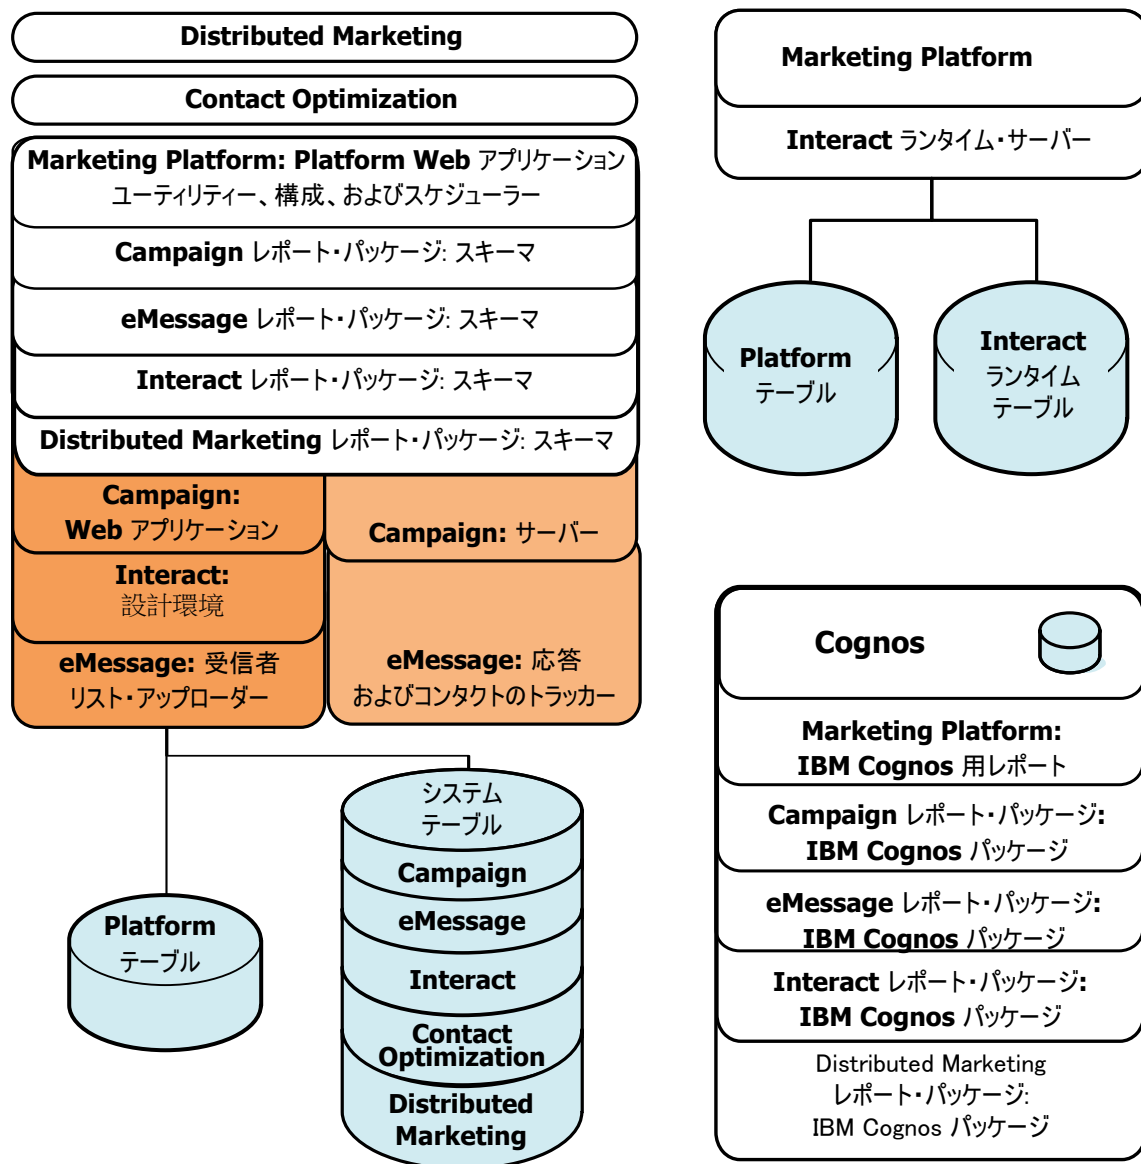 Distributed Marketing
Contact Optimization
Marketing Platform: Platform Web アプリケーション
ユーティリティー、構成、およびスケジューラー
Campaign レポート・パッケージ: スキーマ
eMessage レポート・パッケージ: スキーマ
Interact レポート・パッケージ: スキーマ
Distributed Marketing レポート・パッケージ: スキーマ
Campaign:
Web アプリケーション
Campaign: サーバー
Interact:
設計環境
eMessage: 受信者
リスト・アップローダー
eMessage: 応答
およびコンタクトのトラッカー
Platform
テーブル
システム
テーブル
Campaign
eMessage
Interact
Contact
Optimization
Distributed
Marketing
Marketing Platform
Interact ランタイム・サーバー
Platform
テーブル
Interact
ランタイム
テーブル
Cognos
Marketing Platform:
IBM Cognos 用レポート
Campaign レポート・パッケージ:
IBM Cognos パッケージ
eMessage レポート・パッケージ:
IBM Cognos パッケージ
Interact レポート・パッケージ:
IBM Cognos パッケージ
Distributed Marketing
レポート・パッケージ:
IBM Cognos パッケージ